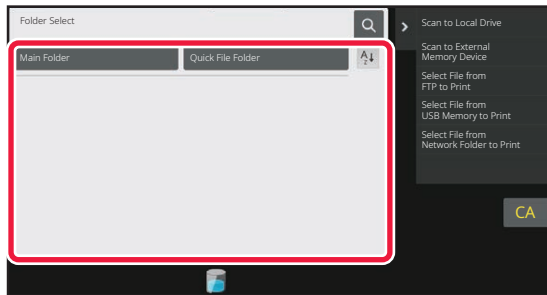 Folder Select
Main Folder
Quick File Folder
A
z
Scan to Local Drive
Scan to External
Memory Device
Select File from
FTP to Print
Select File from
USB Memory to Print
Select File from
Network Folder to Print
CA